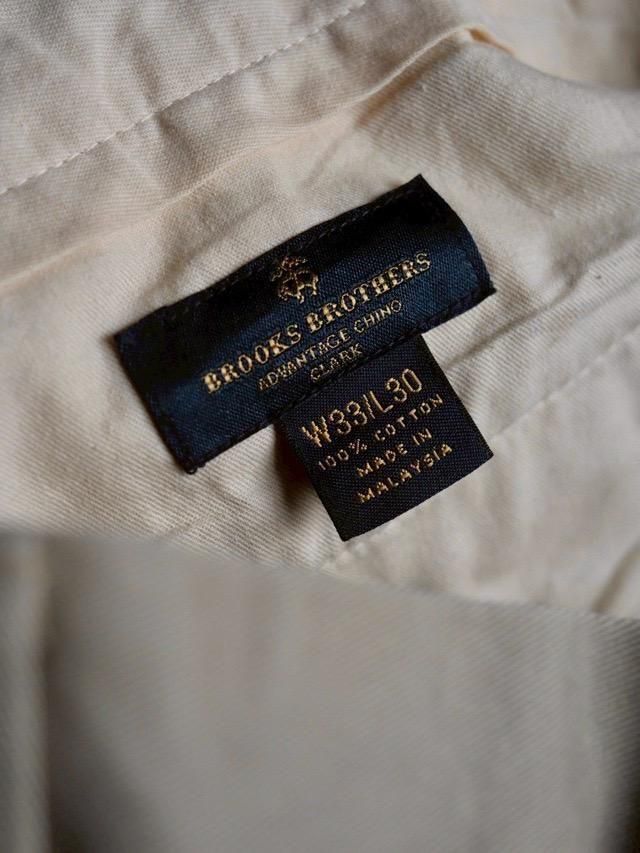 BROOKS BROTHERS
ADVANTAGE CHINO
CLARK
W33/L30
100% COTTON
MADE IN
MALAYSIA